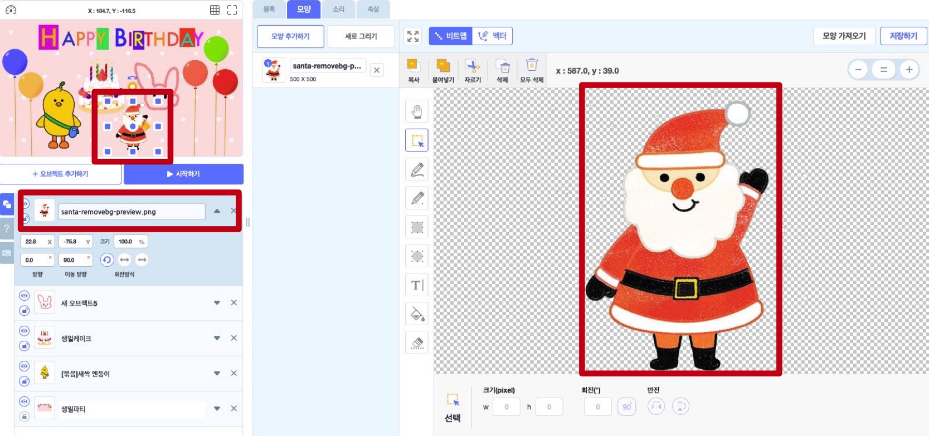 X : 104.7, Y : -116.5
HAPPY BIRTHDAY
+ 오브젝트 추가하기
▶ 시작하기
santa-removebg-preview.png
22.8 X
-76.8 Y
크기
100.0 %
0.0 °
90.0 °
방향
이동 방향
회전방식
새 오브젝트5
생일케이크
[묶음]새싹 엔둥이
생일파티
블록
모양
소리
속성
모양 추가하기
새로 그리기
1
santa-removebg-p...
500 X 500
비트맵
벡터
모양 가져오기
저장하기
복사
붙여넣기
자르기
삭제
모두 삭제
x : 587.0, y : 39.0
T
선택
크기(pixel)
w 0
h 0
회전(°)
0
90°
반전